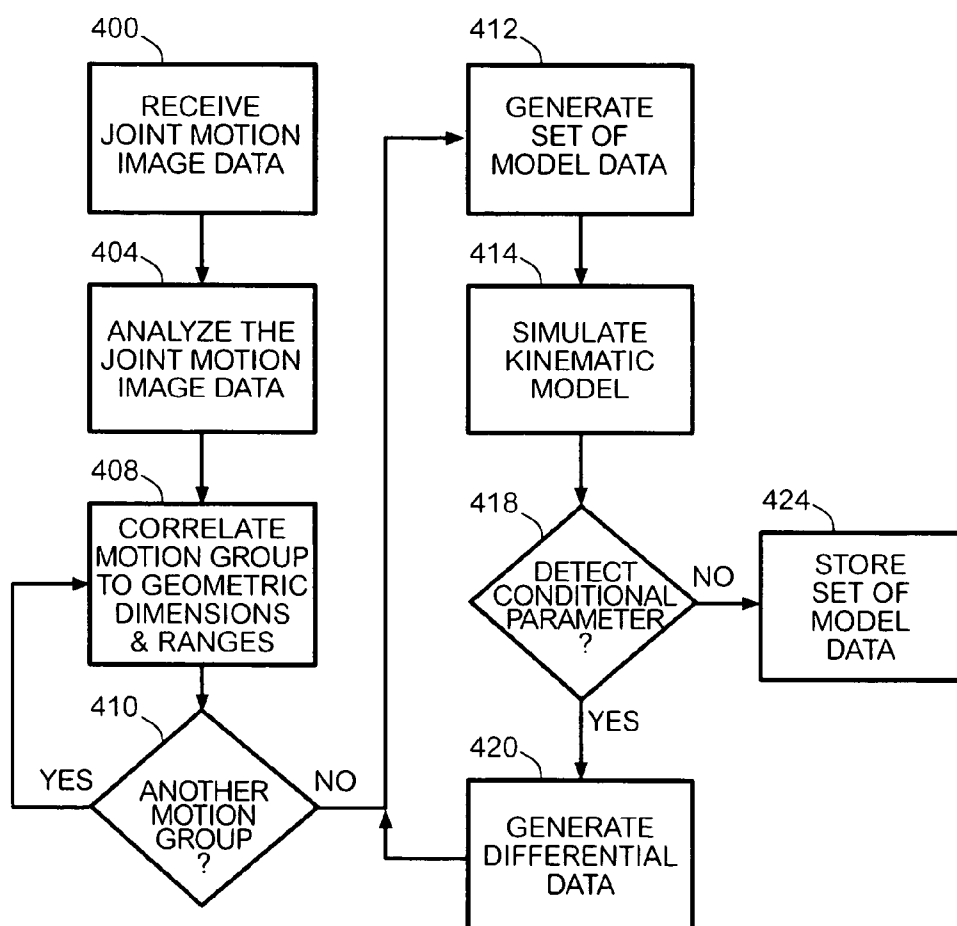 400
RECEIVE
JOINT MOTION
IMAGE DATA
404
ANALYZE THE
JOINT MOTION
IMAGE DATA
408
CORRELATE
MOTION GROUP
TO GEOMETRIC
DIMENSIONS
& RANGES
410
YES
ANOTHER
MOTION
GROUP
?
NO
412
GENERATE
SET OF
MODEL DATA
414
SIMULATE
KINEMATIC
MODEL
418
DETECT
CONDITIONAL
PARAMETER
?
NO
YES
424
STORE
SET OF
MODEL
DATA
420
GENERATE
DIFFERENTIAL
DATA